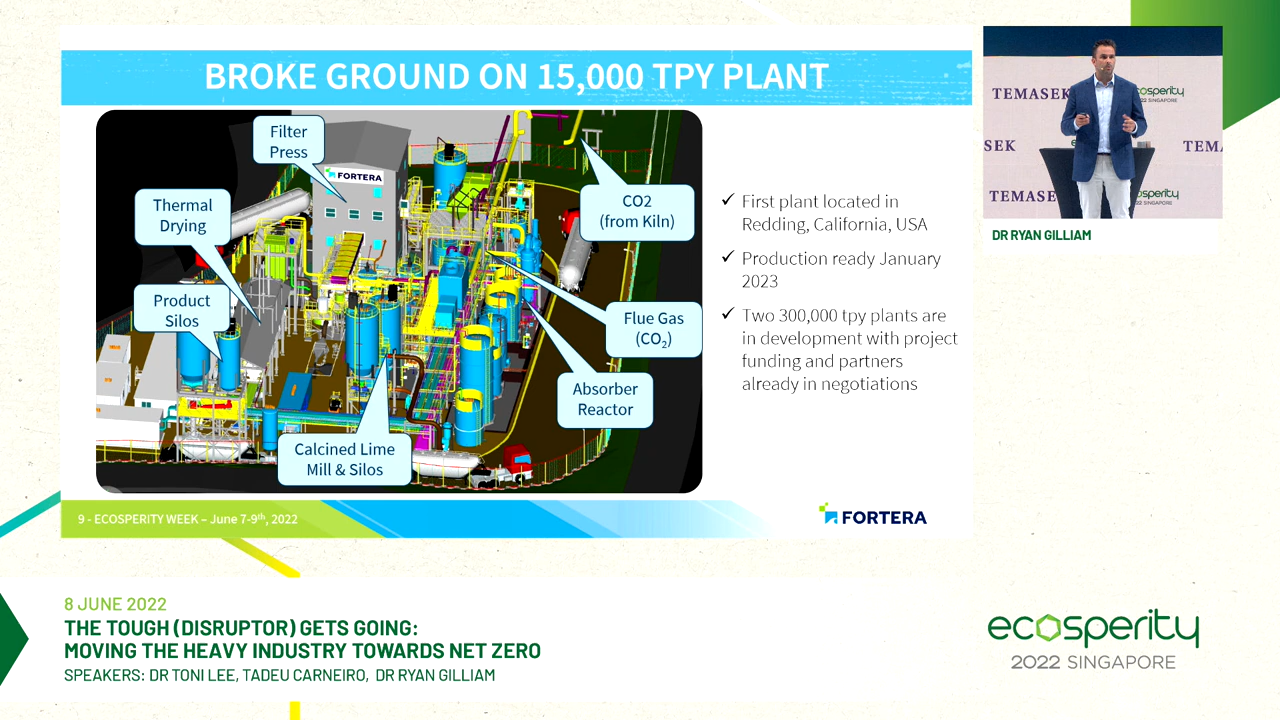 BROKE GROUND ON 15,000 TPY PLANT
Filter
Press
FORTERA
Thermal
Drying
CO2
(from Kiln)
Product
Silos
Flue Gas
(CO₂)
Absorber
Reactor
Calcined Lime
Mill & Silos
✓ First plant located in
Redding, California, USA
✓ Production ready January
2023
✓ Two 300,000 tpy plants are
in development with project
funding and partners
already in negotiations
9 - ECOSPERITY WEEK – June 7-9th, 2022
FORTERA
TEMASEK
ecosperity
2022 SINGAPORE
SEK
TEMA
TEMASEK
osperity
2022 SINGAPORE
DR RYAN GILLIAM
8 JUNE 2022
THE TOUGH (DISRUPTOR) GETS GOING:
MOVING THE HEAVY INDUSTRY TOWARDS NET ZERO
SPEAKERS: DR TONI LEE, TADEU CARNEIRO, DR RYAN GILLIAM
ecosperity
2022 SINGAPORE